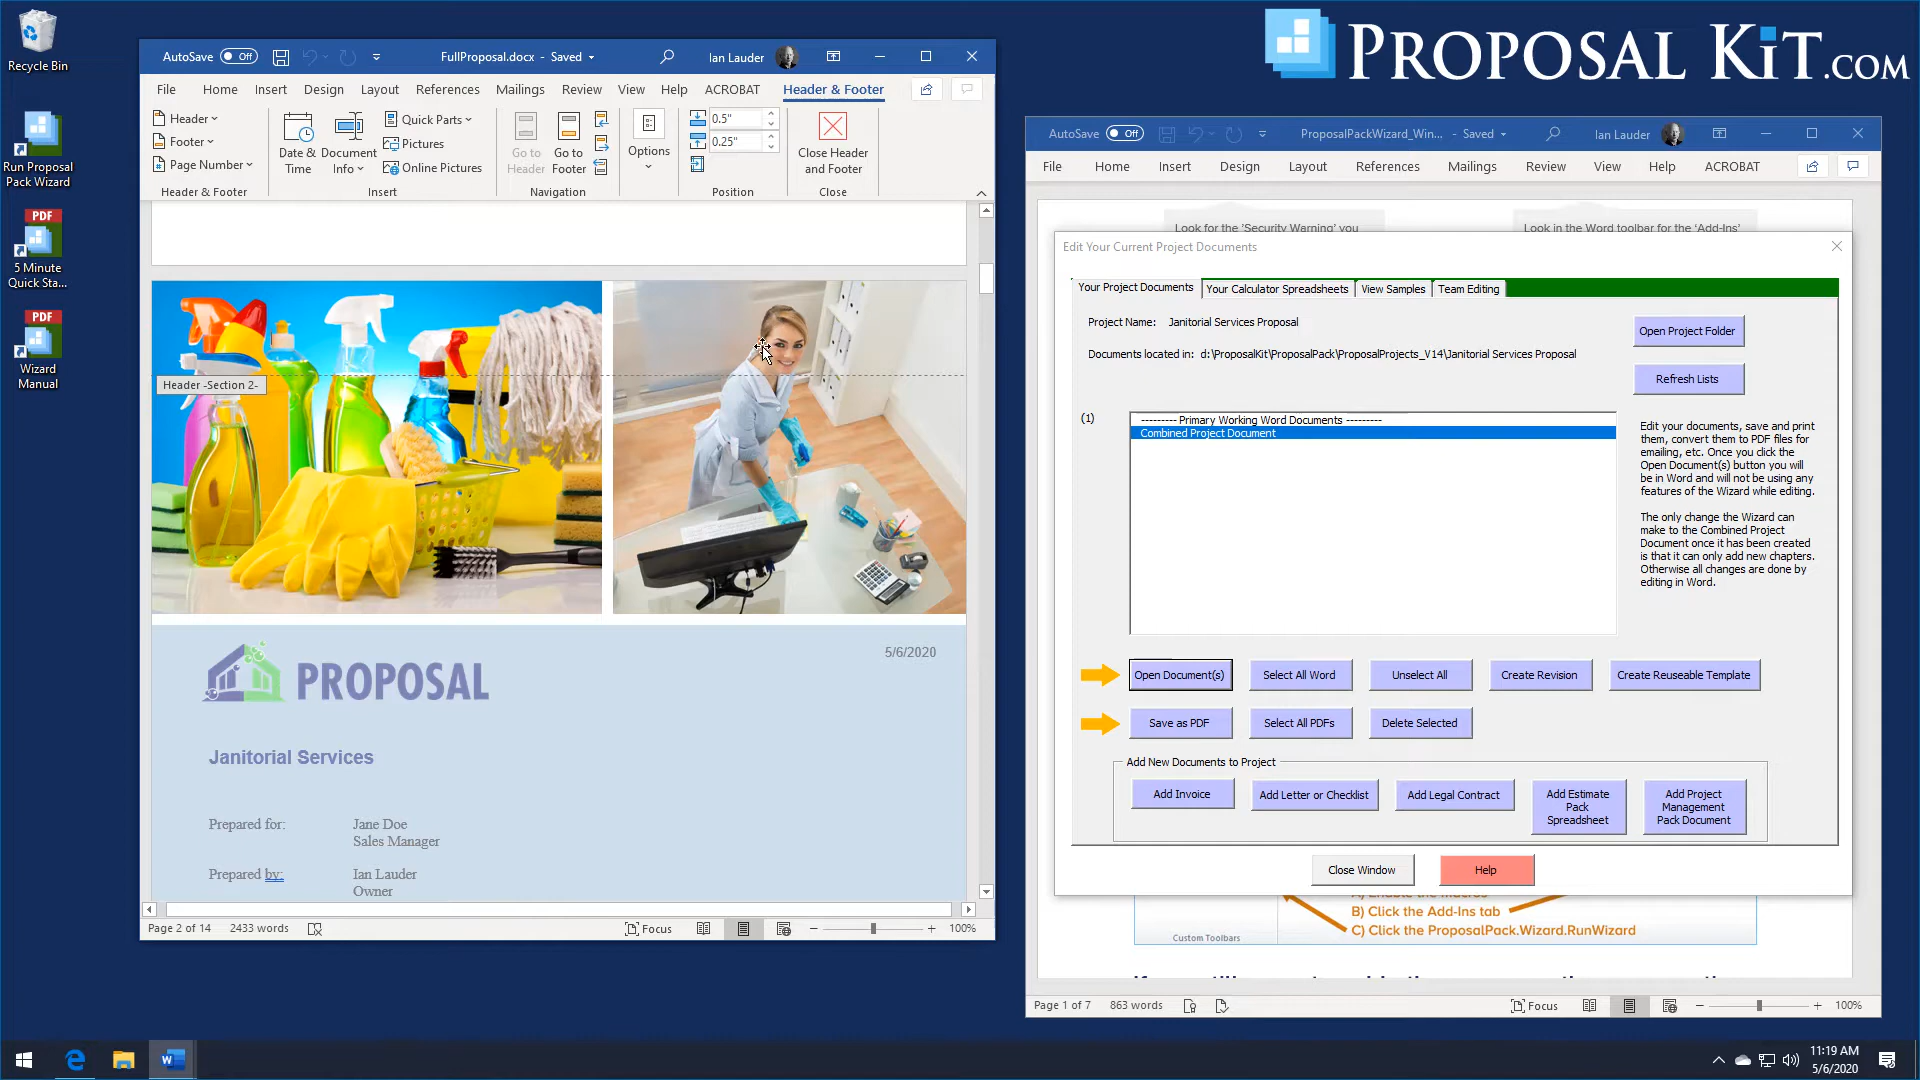 Recycle Bin
Run Proposal
Pack Wizard
PDF
5 Minute
Quick Sta...
PDF
Wizard
Manual
PROPOSAL KIT.COM
AutoSave Off
FullProposal.docx - Saved
Ian Lauder
File Home Insert Design Layout References Mailings Review View Help ACROBAT Header & Footer
Header
Footer
Page Number
Header & Footer
Date &
Time
Document
Info
Quick Parts
Pictures
Online Pictures
Insert
Go to
Header
Go to
Footer
Navigation
Options
0.5"
0.25"
Position
Close Header
and Footer
Close
Header -Section 2-
PROPOSAL
5/6/2020
Janitorial Services
Prepared for: Jane Doe
Sales Manager
Prepared by: Ian Lauder
Owner
Page 2 of 14 2433 words Focus 100%
AutoSave Off
ProposalPackWizard_Win... - Saved
Ian Lauder
File Home Insert Design Layout References Mailings Review View Help ACROBAT
Look for the 'Security Warning' you
Look in the Word toolbar for the 'Add-Ins'
Edit Your Current Project Documents
Your Project Documents Your Calculator Spreadsheets View Samples Team Editing
Project Name: Janitorial Services Proposal
Documents located in: d:\ProposalKit\ProposalPack\ProposalProjects_V14\Janitorial Services Proposal
Open Project Folder
Refresh Lists
(1)
--------- Primary Working Word Documents ---------
Combined Project Document
Edit your documents, save and print
them, convert them to PDF files for
emailing, etc. Once you click the
Open Document(s) button you will
be in Word and will not be using any
features of the Wizard while editing.
The only change the Wizard can
make to the Combined Project
Document once it has been created
is that it can only add new chapters.
Otherwise all changes are done by
editing in Word.
Open Document(s) Select All Word Unselect All Create Revision Create Reuseable Template
Save as PDF Select All PDFs Delete Selected
Add New Documents to Project
Add Invoice
Add Letter or Checklist
Add Legal Contract
Add Estimate
Pack
Spreadsheet
Add Project
Management
Pack Document
Close Window Help
B) Click the Add-Ins tab
C) Click the ProposalPack.Wizard.RunWizard
Custom Toolbars
Page 1 of 7 863 words Focus 100%
11:19 AM
5/6/2020